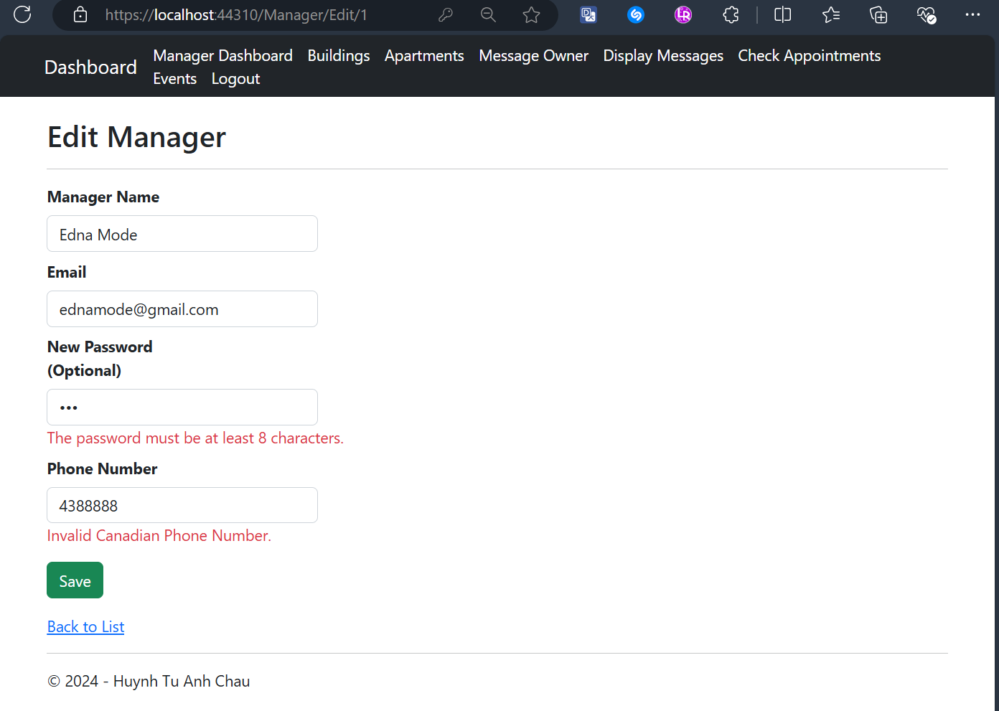 https://localhost:44310/Manager/Edit/1
Dashboard
Manager Dashboard Buildings Apartments Message Owner Display Messages Check Appointments
Events Logout
Edit Manager
Manager Name
Edna Mode
Email
ednamode@gmail.com
New Password
(Optional)
•••
The password must be at least 8 characters.
Phone Number
4388888
Invalid Canadian Phone Number.
Save
Back to List
© 2024 - Huynh Tu Anh Chau